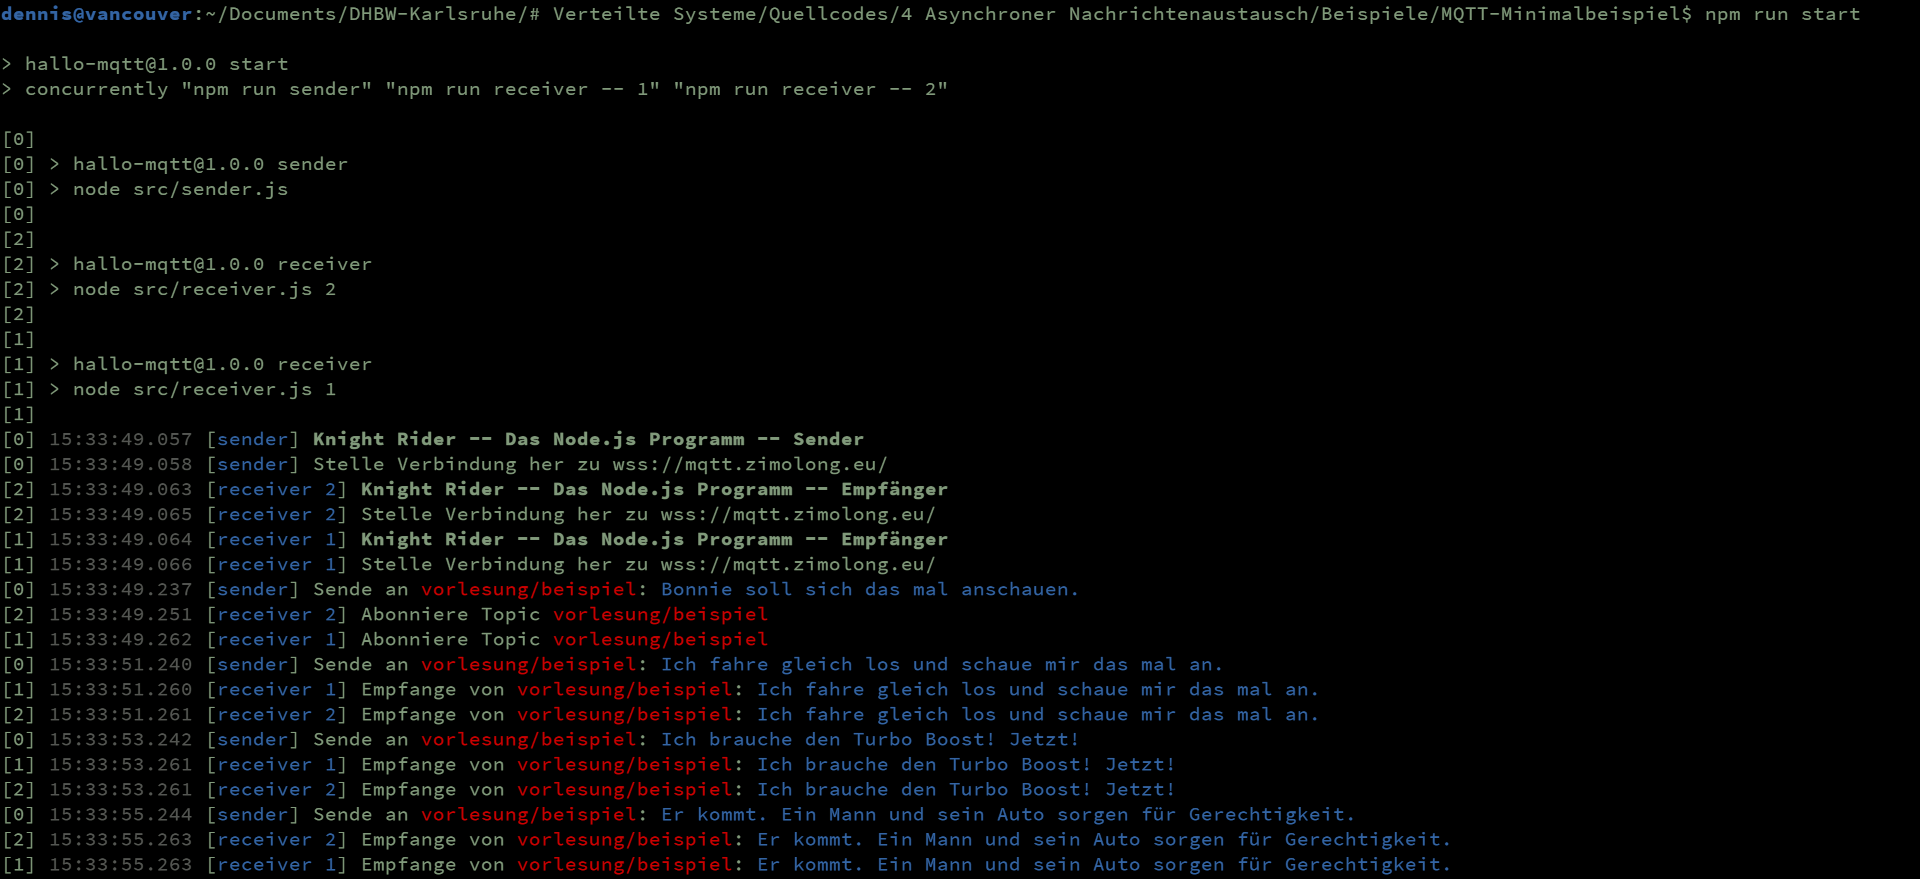 dennis@vancouver:~/Documents/DHBW-Karlsruhe/# Verteilte Systeme/Quellcodes/4 Asynchroner Nachrichtenaustausch/Beispiele/MQTT-Minimalbeispiel$ npm run start
> hallo-mqtt@1.0.0 start
> concurrently "npm run sender" "npm run receiver -- 1" "npm run receiver -- 2"
[0]
[0] > hallo-mqtt@1.0.0 sender
[0] > node src/sender.js
[0]
[2]
[2] > hallo-mqtt@1.0.0 receiver
[2] > node src/receiver.js 2
[2]
[1]
[1] > hallo-mqtt@1.0.0 receiver
[1] > node src/receiver.js 1
[1]
[0] 15:33:49.057 [sender] Knight Rider -- Das Node.js Programm -- Sender
[0] 15:33:49.058 [sender] Stelle Verbindung her zu wss://mqtt.zimolong.eu/
[2] 15:33:49.063 [receiver 2] Knight Rider -- Das Node.js Programm -- Empfänger
[2] 15:33:49.065 [receiver 2] Stelle Verbindung her zu wss://mqtt.zimolong.eu/
[1] 15:33:49.064 [receiver 1] Knight Rider -- Das Node.js Programm -- Empfänger
[1] 15:33:49.066 [receiver 1] Stelle Verbindung her zu wss://mqtt.zimolong.eu/
[0] 15:33:49.237 [sender] Sende an vorlesung/beispiel: Bonnie soll sich das mal anschauen.
[2] 15:33:49.251 [receiver 2] Abonniere Topic vorlesung/beispiel
[1] 15:33:49.262 [receiver 1] Abonniere Topic vorlesung/beispiel
[0] 15:33:51.240 [sender] Sende an vorlesung/beispiel: Ich fahre gleich los und schaue mir das mal an.
[1] 15:33:51.260 [receiver 1] Empfange von vorlesung/beispiel: Ich fahre gleich los und schaue mir das mal an.
[2] 15:33:51.261 [receiver 2] Empfange von vorlesung/beispiel: Ich fahre gleich los und schaue mir das mal an.
[0] 15:33:53.242 [sender] Sende an vorlesung/beispiel: Ich brauche den Turbo Boost! Jetzt!
[1] 15:33:53.261 [receiver 1] Empfange von vorlesung/beispiel: Ich brauche den Turbo Boost! Jetzt!
[2] 15:33:53.261 [receiver 2] Empfange von vorlesung/beispiel: Ich brauche den Turbo Boost! Jetzt!
[0] 15:33:55.244 [sender] Sende an vorlesung/beispiel: Er kommt. Ein Mann und sein Auto sorgen für Gerechtigkeit.
[2] 15:33:55.263 [receiver 2] Empfange von vorlesung/beispiel: Er kommt. Ein Mann und sein Auto sorgen für Gerechtigkeit.
[1] 15:33:55.263 [receiver 1] Empfange von vorlesung/beispiel: Er kommt. Ein Mann und sein Auto sorgen für Gerechtigkeit.